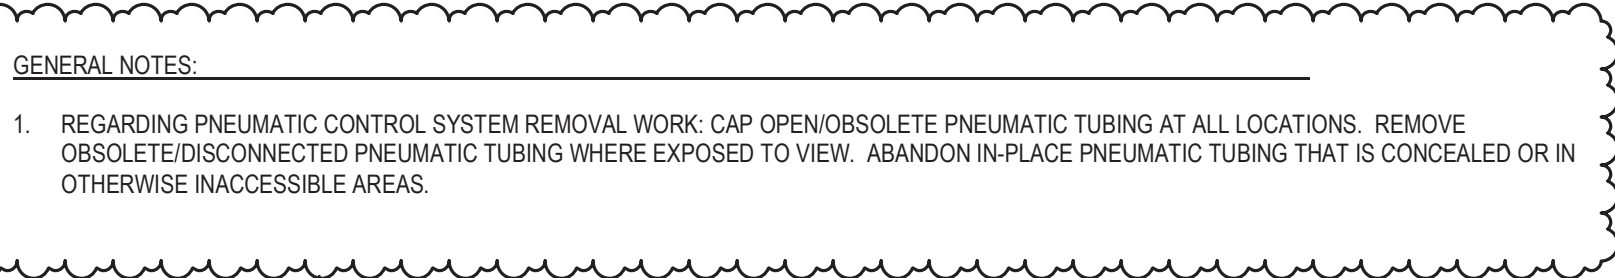 GENERAL NOTES:
1. REGARDING PNEUMATIC CONTROL SYSTEM REMOVAL WORK: CAP OPEN/OBSOLETE PNEUMATIC TUBING AT ALL LOCATIONS. REMOVE
OBSOLETE/DISCONNECTED PNEUMATIC TUBING WHERE EXPOSED TO VIEW. ABANDON IN-PLACE PNEUMATIC TUBING THAT IS CONCEALED OR IN
OTHERWISE INACCESSIBLE AREAS.